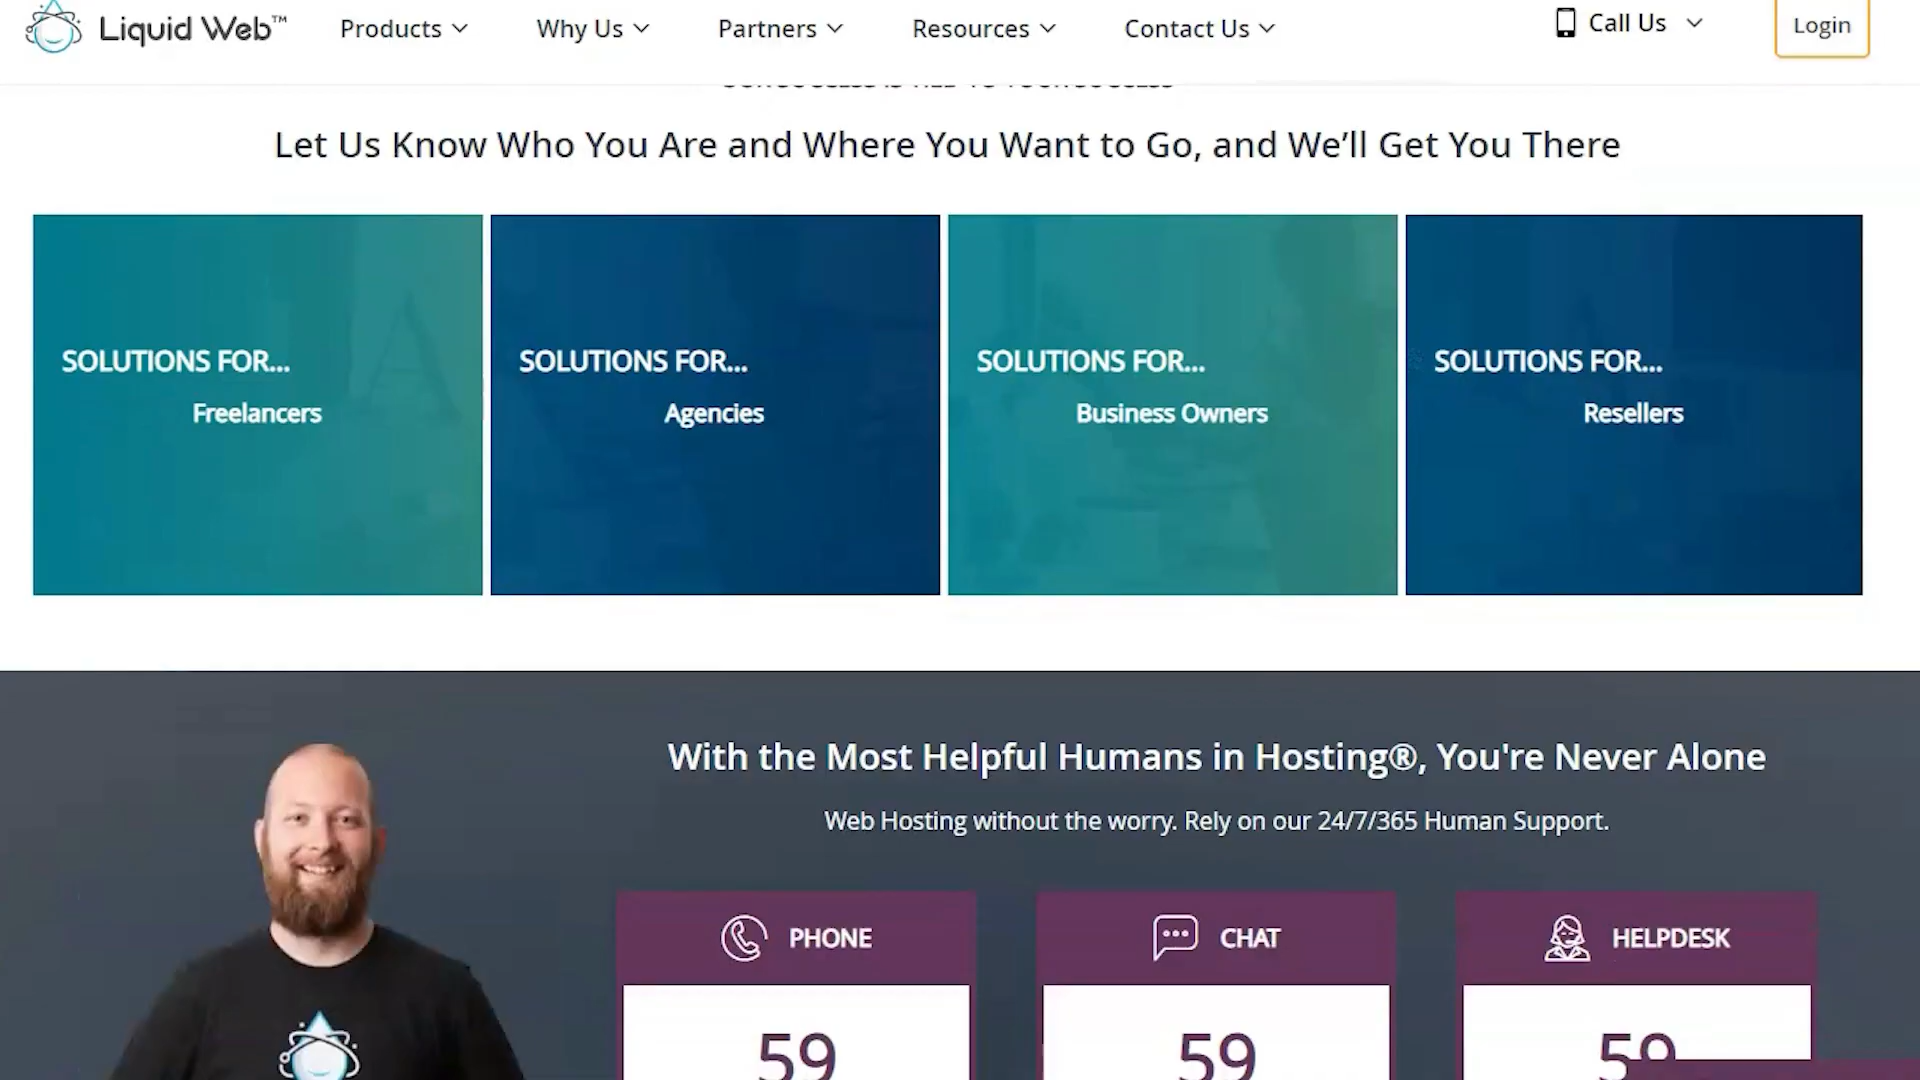 Liquid Web™
Products
Why Us
Partners
Resources
Contact Us
Call Us
Login
Let Us Know Who You Are and Where You Want to Go, and We’ll Get You There
SOLUTIONS FOR...
Freelancers
SOLUTIONS FOR...
Agencies
SOLUTIONS FOR...
Business Owners
SOLUTIONS FOR...
Resellers
With the Most Helpful Humans in Hosting®, You're Never Alone
Web Hosting without the worry. Rely on our 24/7/365 Human Support.
PHONE
59
CHAT
59
HELPDESK
59